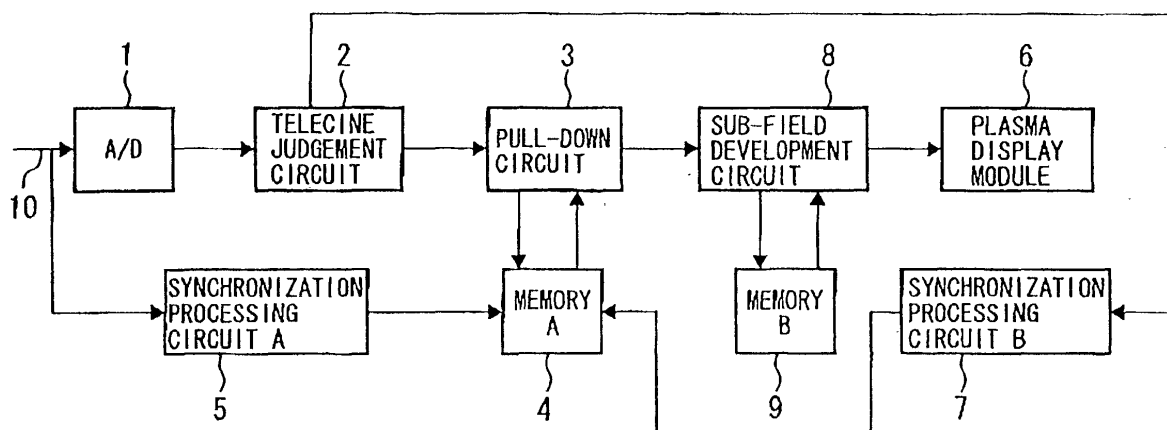 1
2
3
8
6
A/D
TELECINE
JUDGEMENT
CIRCUIT
PULL-DOWN
CIRCUIT
SUB-FIELD
DEVELOPMENT
CIRCUIT
PLASMA
DISPLAY
MODULE
10
SYNCHRONIZATION
PROCESSING
CIRCUIT A
MEMORY
A
MEMORY
B
SYNCHRONIZATION
PROCESSING
CIRCUIT B
5
4
9
7